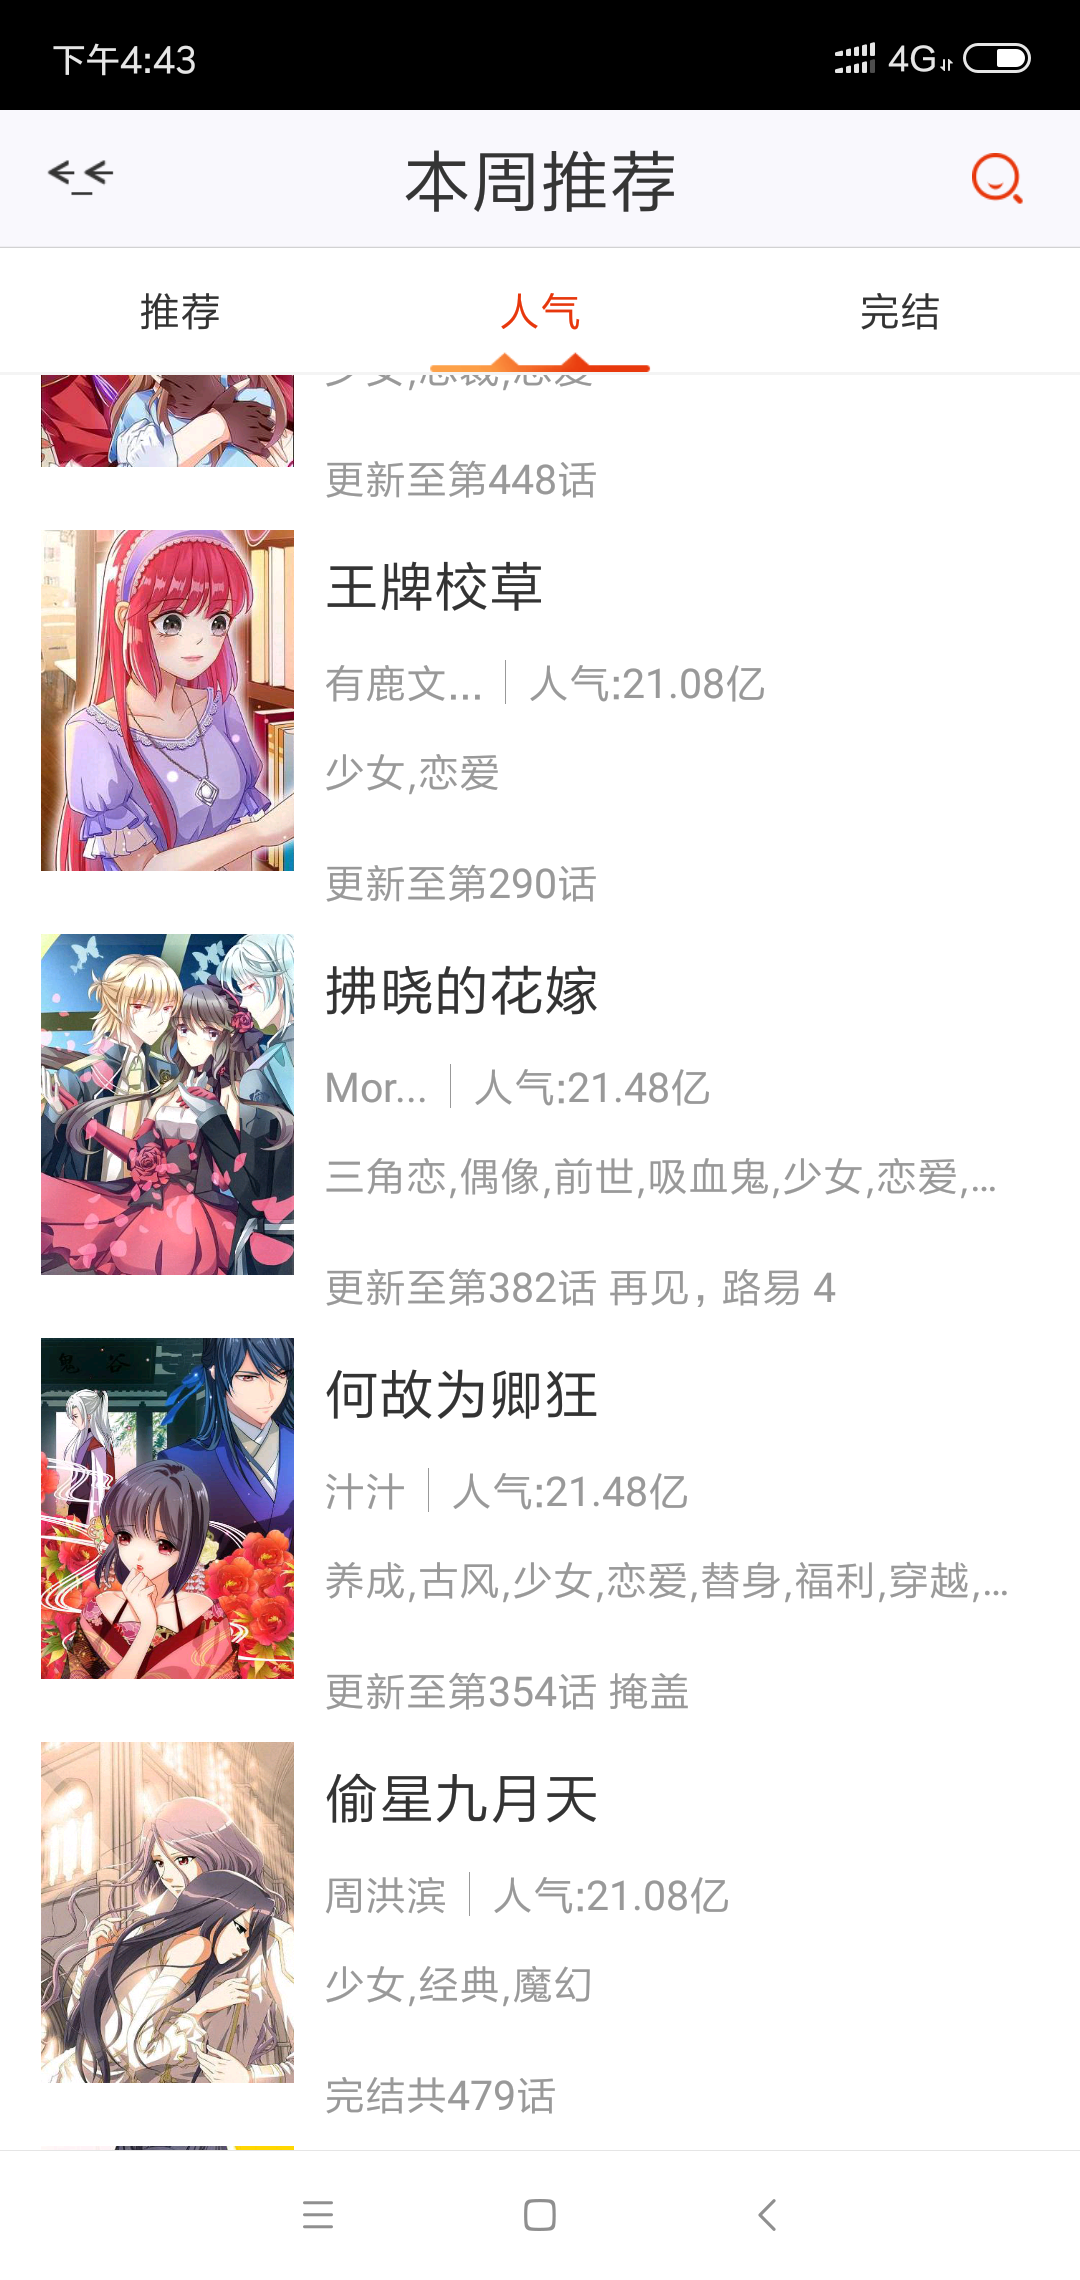 下午4:43
4G
本周推荐
推荐
人气
完结
更新至第448话
王牌校草
有鹿文... 人气:21.08亿
少女,恋爱
更新至第290话
拂晓的花嫁
Mor... 人气:21.48亿
三角恋,偶像,前世,吸血鬼,少女,恋爱,...
更新至第382话 再见，路易 4
何故为卿狂
汁汁 人气:21.48亿
养成,古风,少女,恋爱,替身,福利,穿越,...
更新至第354话 掩盖
偷星九月天
周洪滨 人气:21.08亿
少女,经典,魔幻
完结共479话